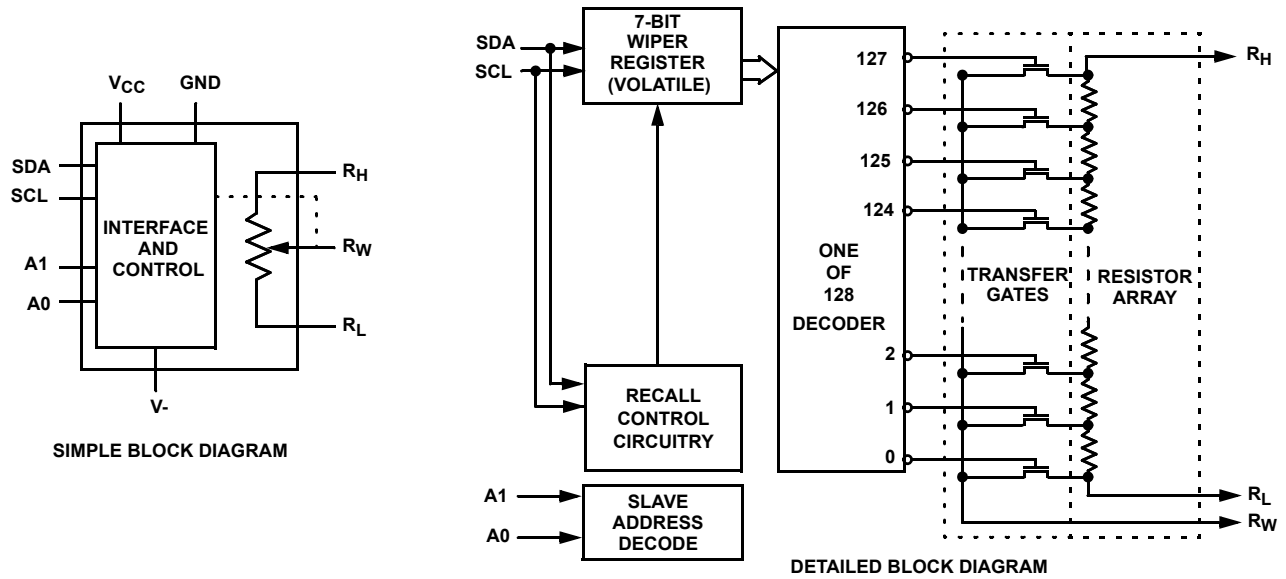 VCC
GND
SDA
SCL
A1
A0
INTERFACE
AND
CONTROL
RH
RW
RL
V-
SIMPLE BLOCK DIAGRAM
SDA
SCL
7-BIT
WIPER
REGISTER
(VOLATILE)
RECALL
CONTROL
CIRCUITRY
A1
A0
SLAVE
ADDRESS
DECODE
127
126
125
124
ONE
OF
128
DECODER
2
1
0
TRANSFER
GATES
RESISTOR
ARRAY
RH
RL
RW
DETAILED BLOCK DIAGRAM